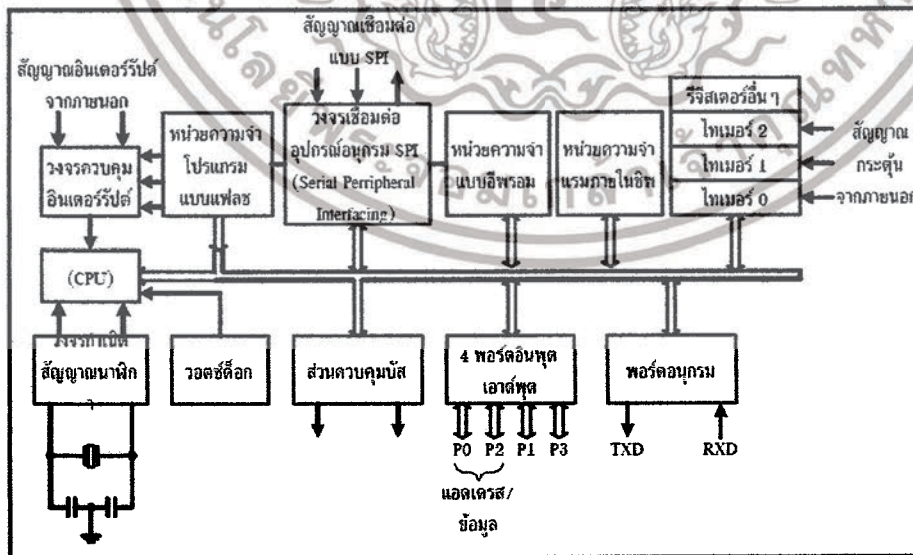 สัญญาณเชื่อมต่อ
แบบ SPI
สัญญาณอินเตอร์รัปต์
จากภายนอก
วงจรควบคุม
อินเตอร์รัปต์
หน่วยความจำ
โปรแกรม
แบบแฟลช
วงจรเชื่อมต่อ
อุปกรณ์อนุกรม SPI
(Serial Perripheral
Interfacing)
หน่วยความจำ
แบบอีพรอม
หน่วยความจำ
แรมภายในชิพ
รีจิสเตอร์อื่น ๆ
ไทเมอร์ 2
ไทเมอร์ 1
ไทเมอร์ 0
สัญญาณ
กระตุ้น
จากภายนอก
(CPU)
วงจรกำเนิด
สัญญาณนาฬิก
วอตซ์ด็อก
ส่วนควบคุมบัส
4 พอร์ตอินพุต
เอาต์พุต
พอร์ตอนุกรม
P0 P2 P1 P3
TXD RXD
แอดเดรส/
ข้อมูล